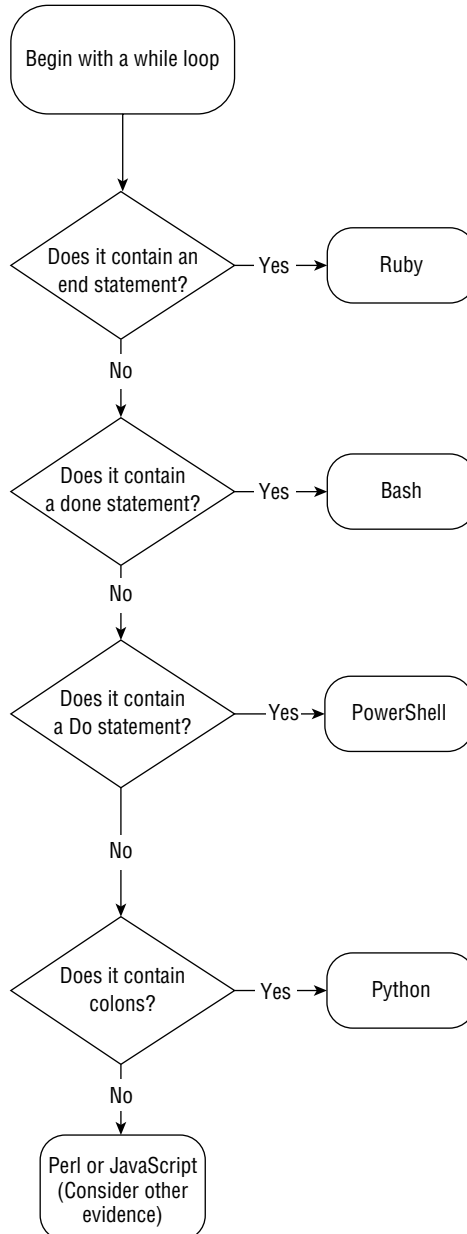 Begin with a while loop
Does it contain an
end statement?
Yes
Ruby
No
Does it contain
a done statement?
Yes
Bash
No
Does it contain
a Do statement?
Yes
PowerShell
No
Does it contain
colons?
Yes
Python
No
Perl or JavaScript
(Consider other
evidence)